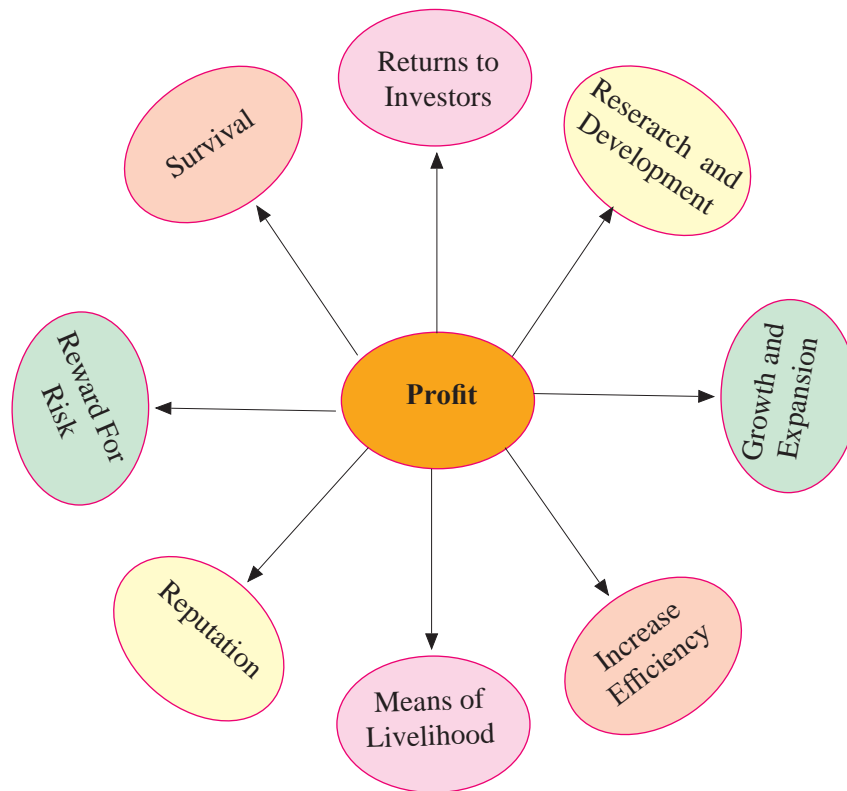 Returns to
Investors
Reserarch and
Development
Growth and
Expansion
Increase
Efficiency
Means of
Livelihood
Reputation
Reward For
Risk
Survival
Profit